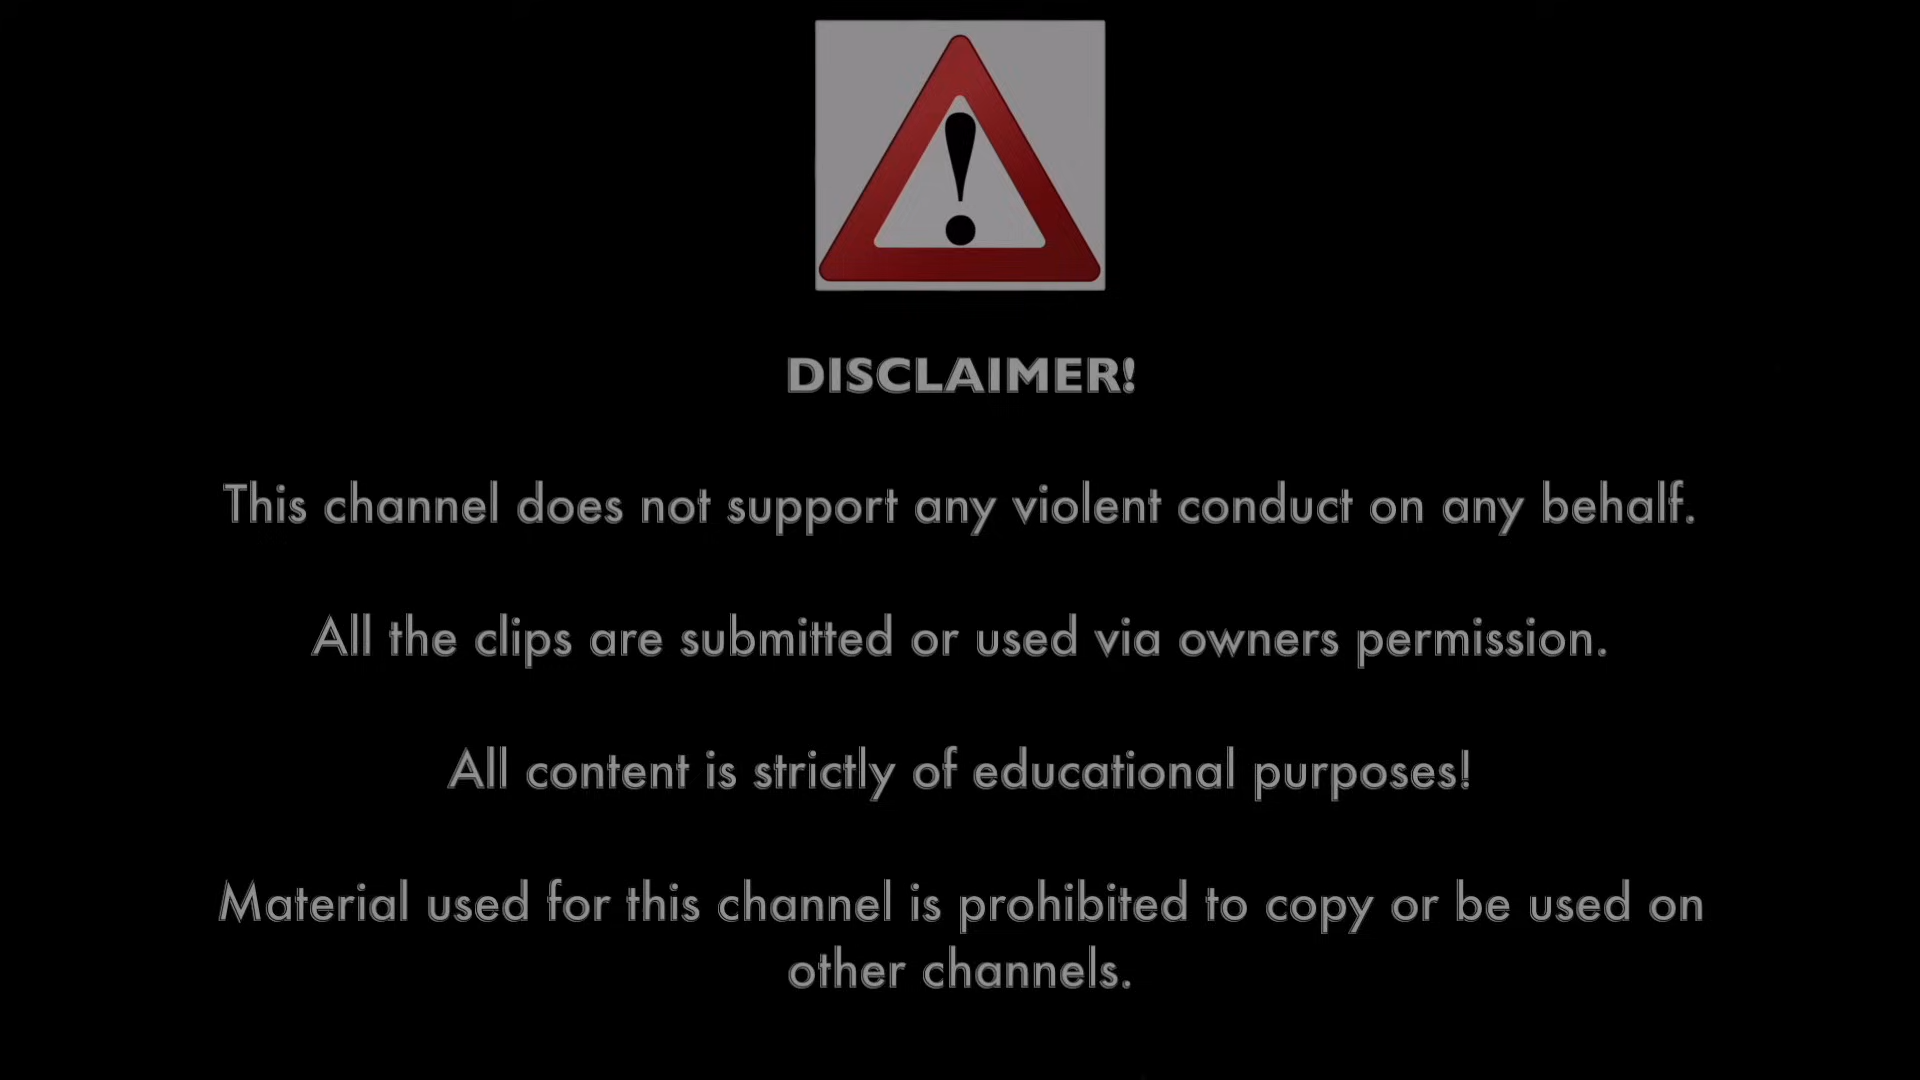 DISCLAIMER!
This channel does not support any violent conduct on any behalf.
All the clips are submitted or used via owners permission.
All content is strictly of educational purposes!
Material used for this channel is prohibited to copy or be used on
other channels.